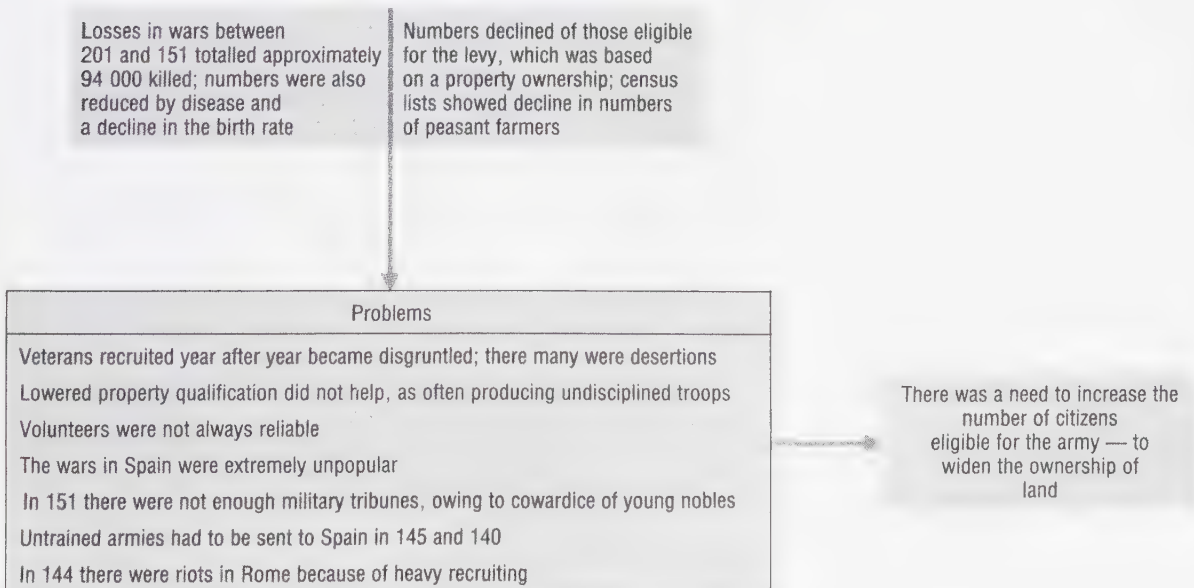 Losses in wars between
201 and 151 totalled approximately
94 000 killed; numbers were also
reduced by disease and
a decline in the birth rate
Numbers declined of those eligible
for the levy, which was based
on a property ownership; census
lists showed decline in numbers
of peasant farmers
Problems
Veterans recruited year after year became disgruntled; there many were desertions
Lowered property qualification did not help, as often producing undisciplined troops
Volunteers were not always reliable
The wars in Spain were extremely unpopular
In 151 there were not enough military tribunes, owing to cowardice of young nobles
Untrained armies had to be sent to Spain in 145 and 140
In 144 there were riots in Rome because of heavy recruiting
There was a need to increase the
number of citizens
eligible for the army — to
widen the ownership of
land